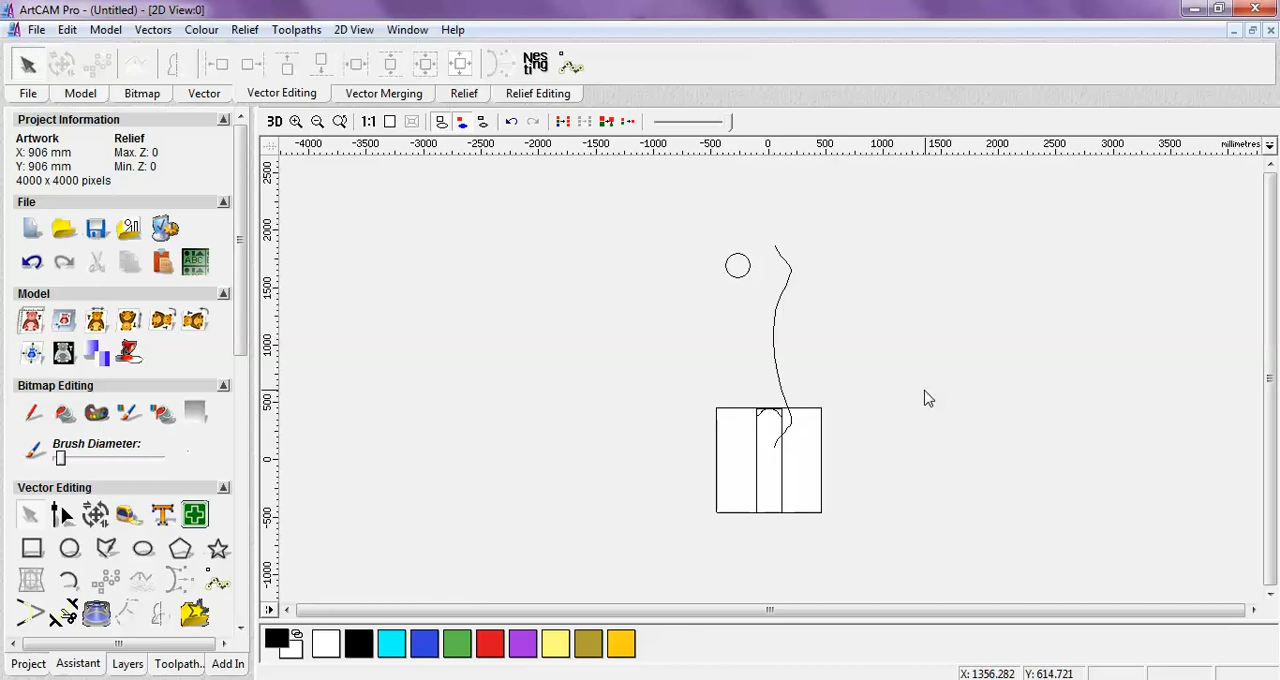 ArtCAM Pro - (Untitled) - [2D View:0]
File Edit Model Vectors Colour Relief Toolpaths 2D View Window Help
Nesting
File Model Bitmap Vector Vector Editing Vector Merging Relief Relief Editing
Project Information
Artwork Relief
X: 906 mm Max. Z: 0
Y: 906 mm Min. Z: 0
4000 x 4000 pixels
File
Model
Bitmap Editing
Brush Diameter:
Vector Editing
3D 1:1
-4000 -3500 -3000 -2500 -2000 -1500 -1000 -500 0 500 1000 1500 2000 2500 3000 3500 millimetres
2500
2000
1500
1000
500
0
-500
-1000
Project Assistant Layers Toolpath.. Add In
X: 1356.282 Y: 614.721